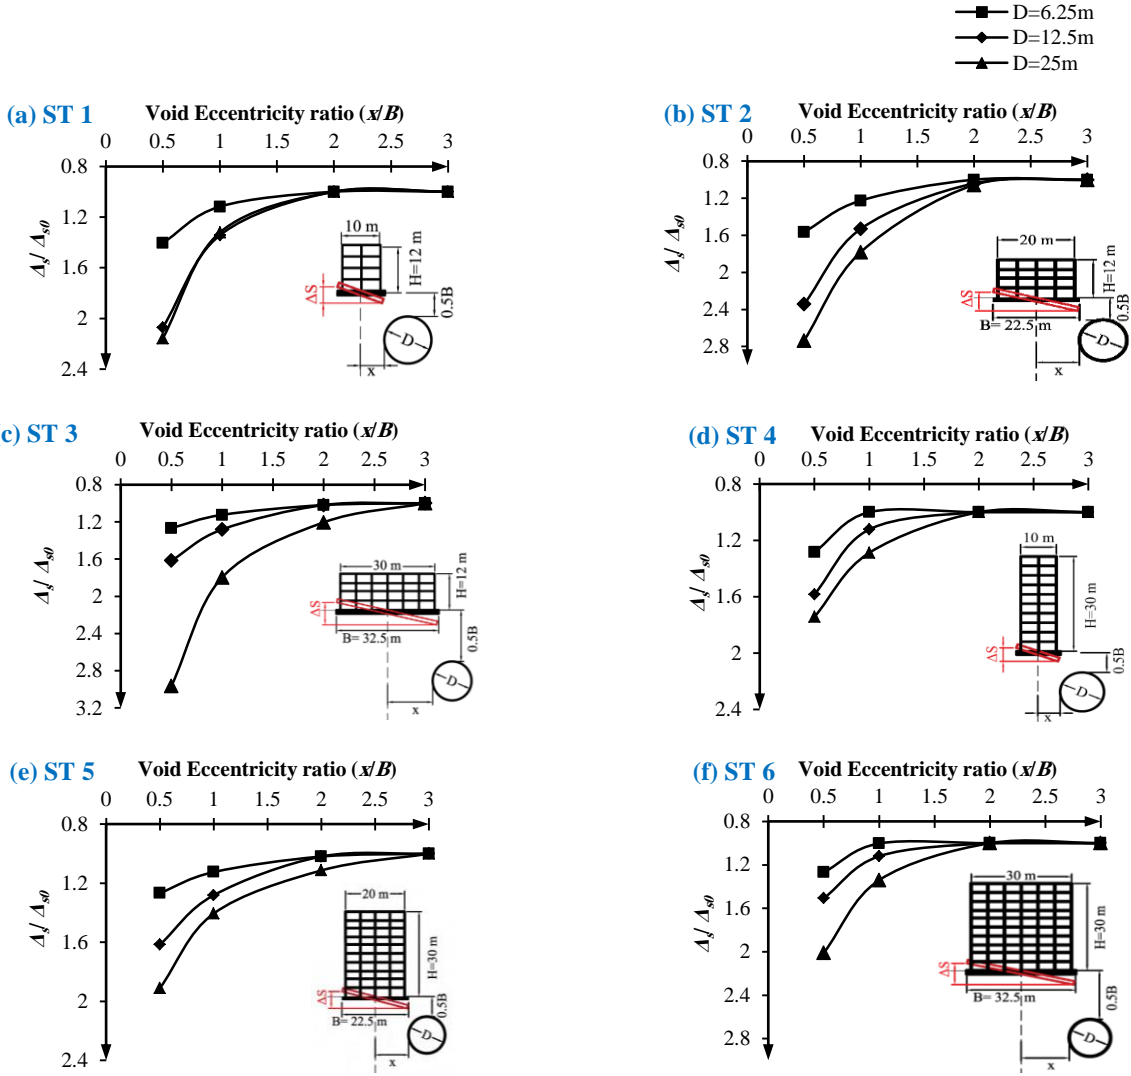 D=6.25m
D=12.5m
D=25m
(a) ST 1
Void Eccentricity ratio (x/B)
0 0.5 1 1.5 2 2.5 3
0.8
1.2
1.6
2
2.4
Δs/ Δs0
10 m
H=12 m
ΔS
0.5B
D
x
(b) ST 2
Void Eccentricity ratio (x/B)
0 0.5 1 1.5 2 2.5 3
0.8
1.2
1.6
2
2.4
2.8
Δs/ Δs0
20 m
H=12 m
ΔS
0.5B
B= 22.5 m
D
x
c) ST 3
Void Eccentricity ratio (x/B)
0 0.5 1 1.5 2 2.5 3
0.8
1.2
1.6
2
2.4
2.8
3.2
Δs/ Δs0
30 m
H=12 m
ΔS
B= 32.5 m
0.5B
D
x
(d) ST 4
Void Eccentricity ratio (x/B)
0 0.5 1 1.5 2 2.5 3
0.8
1.2
1.6
2
2.4
Δs/ Δs0
10 m
H=30 m
ΔS
0.5B
D
x
(e) ST 5
Void Eccentricity ratio (x/B)
0 0.5 1 1.5 2 2.5 3
0.8
1.2
1.6
2
2.4
Δs/ Δs0
20 m
H=30 m
ΔS
0.5B
B= 22.5 m
D
x
(f) ST 6
Void Eccentricity ratio (x/B)
0 0.5 1 1.5 2 2.5 3
0.8
1.2
1.6
2
2.4
2.8
Δs/ Δs0
30 m
H=30 m
ΔS
B= 32.5 m
0.5B
D
x